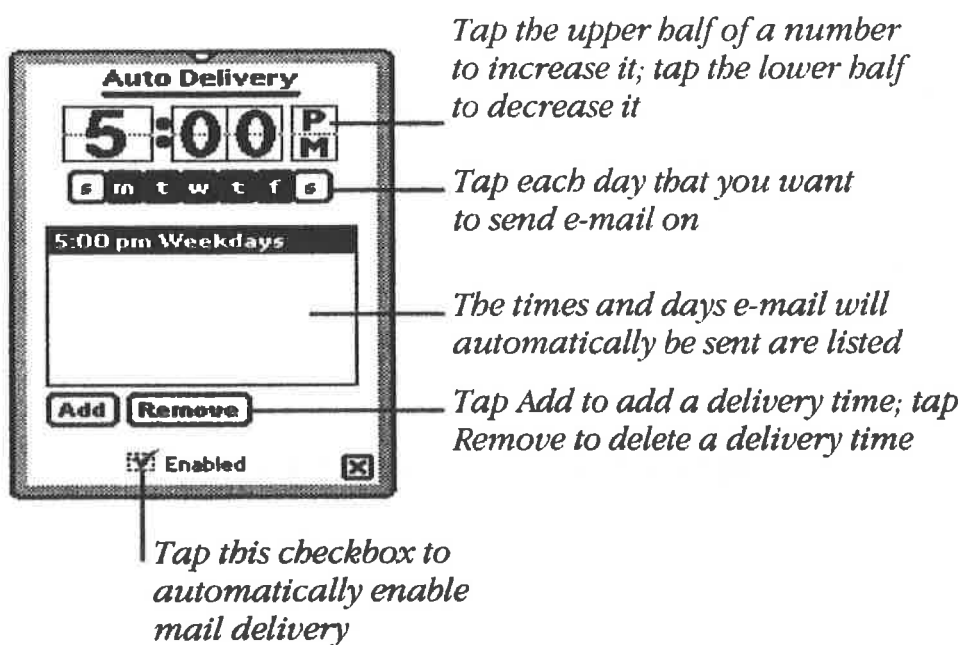 Tap the upper half of a number
to increase it; tap the lower half
to decrease it
Auto Delivery
5:00 PM
s m t w t f s
Tap each day that you want
to send e-mail on
5:00 pm Weekdays
The times and days e-mail will
automatically be sent are listed
Add Remove
Tap Add to add a delivery time; tap
Remove to delete a delivery time
Enabled
Tap this checkbox to
automatically enable
mail delivery